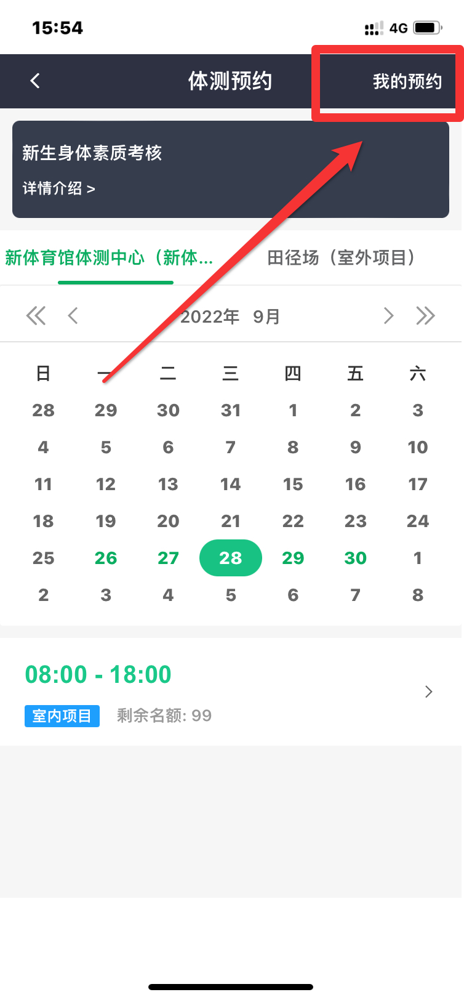 15:54 4G
体测预约 我的预约
新生身体素质考核
详情介绍 >
新体育馆体测中心（新体... 田径场（室外项目）
2022年 9月
日 一 二 三 四 五 六
28 29 30 31 1 2 3
4 5 6 7 8 9 10
11 12 13 14 15 16 17
18 19 20 21 22 23 24
25 26 27 28 29 30 1
2 3 4 5 6 7 8
08:00 - 18:00
室内项目 剩余名额: 99